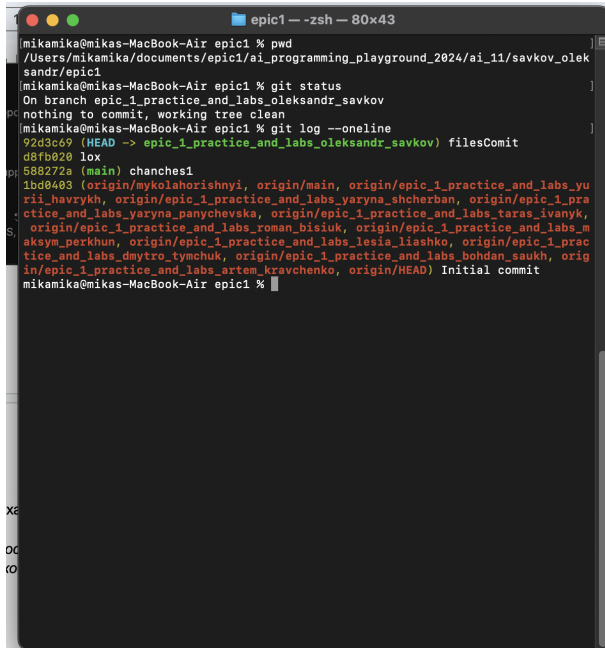 epic1 — -zsh — 80×43
[mikamika@mikas-MacBook-Air epic1 % pwd ]
/Users/mikamika/documents/epic1/ai_programming_playground_2024/ai_11/savkov_olek
sandr/epic1
[mikamika@mikas-MacBook-Air epic1 % git status ]
On branch epic_1_practice_and_labs_oleksandr_savkov
nothing to commit, working tree clean
[mikamika@mikas-MacBook-Air epic1 % git log --oneline ]
92d3c69 (HEAD -> epic_1_practice_and_labs_oleksandr_savkov) filesComit
d8fb020 lox
588272a (main) chanches1
1bd0403 (origin/mykolahorishnyi, origin/main, origin/epic_1_practice_and_labs_yu
rii_havrykh, origin/epic_1_practice_and_labs_yaryna_shcherban, origin/epic_1_pra
ctice_and_labs_yaryna_panychevska, origin/epic_1_practice_and_labs_taras_ivanyk,
origin/epic_1_practice_and_labs_roman_bisiuk, origin/epic_1_practice_and_labs_m
aksym_perkhun, origin/epic_1_practice_and_labs_lesia_liashko, origin/epic_1_prac
tice_and_labs_dmytro_tymchuk, origin/epic_1_practice_and_labs_bohdan_saukh, orig
in/epic_1_practice_and_labs_artem_kravchenko, origin/HEAD) Initial commit
mikamika@mikas-MacBook-Air epic1 %